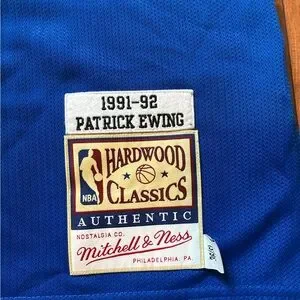 1991-92
PATRICK EWING
NBA
HARDWOOD
CLASSICS
AUTHENTIC
NOSTALGIA CO.
Mitchell & Ness
PHILADELPHIA, PA.